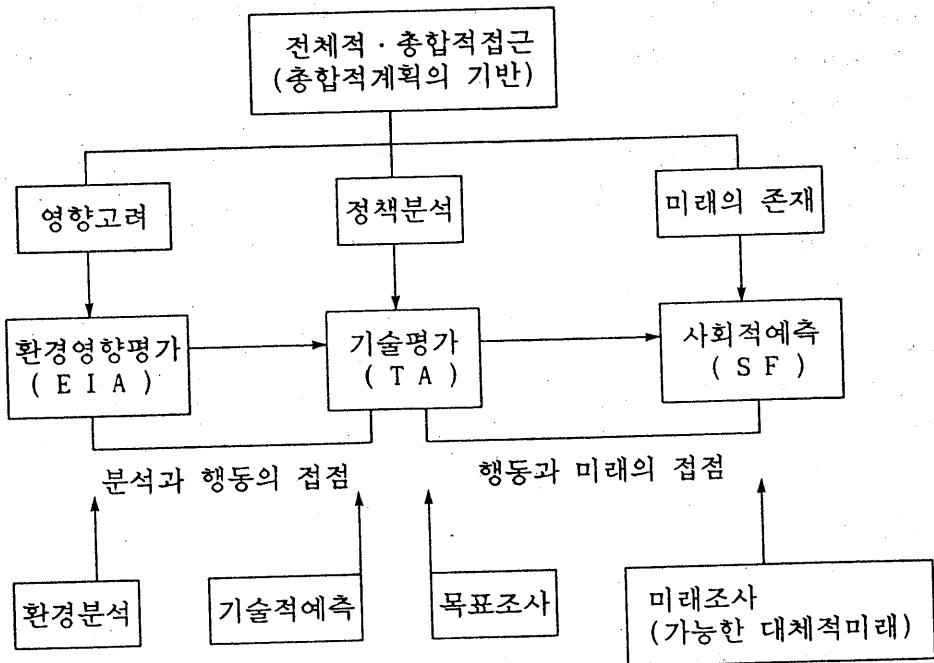 전체적 · 총합적접근
(총합적계획의 기반)
영향고려
정책분석
미래의 존재
환경영향평가
( E I A )
기술평가
( T A )
사회적예측
( S F )
분석과 행동의 접점
행동과 미래의 접점
환경분석
기술적예측
목표조사
미래조사
(가능한 대체적미래)